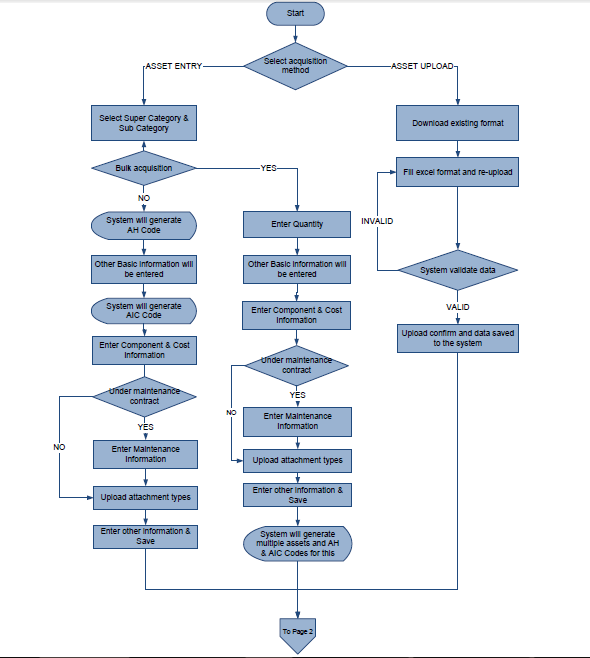 Start
Select acquisition
method
ASSET ENTRY
ASSET UPLOAD
Select Super Category &
Sub Category
Download existing format
Bulk acquisition
YES
Fill excel format and re-upload
NO
System will generate
AH Code
Enter Quantity
INVALID
Other Basic Information will
be entered
Other Basic Information will
be entered
System validate data
System will generate
AIC Code
Enter Component & Cost
Information
VALID
Upload confirm and data saved
to the system
Enter Component & Cost
Information
Under maintenance
contract
Under maintenance
contract
YES
NO
Enter Maintenance
Information
YES
NO
Enter Maintenance
Information
Upload attachment types
Upload attachment types
Enter other information &
Save
Enter other information &
Save
System will generate
multiple assets and AH
& AIC Codes for this
To Page 2